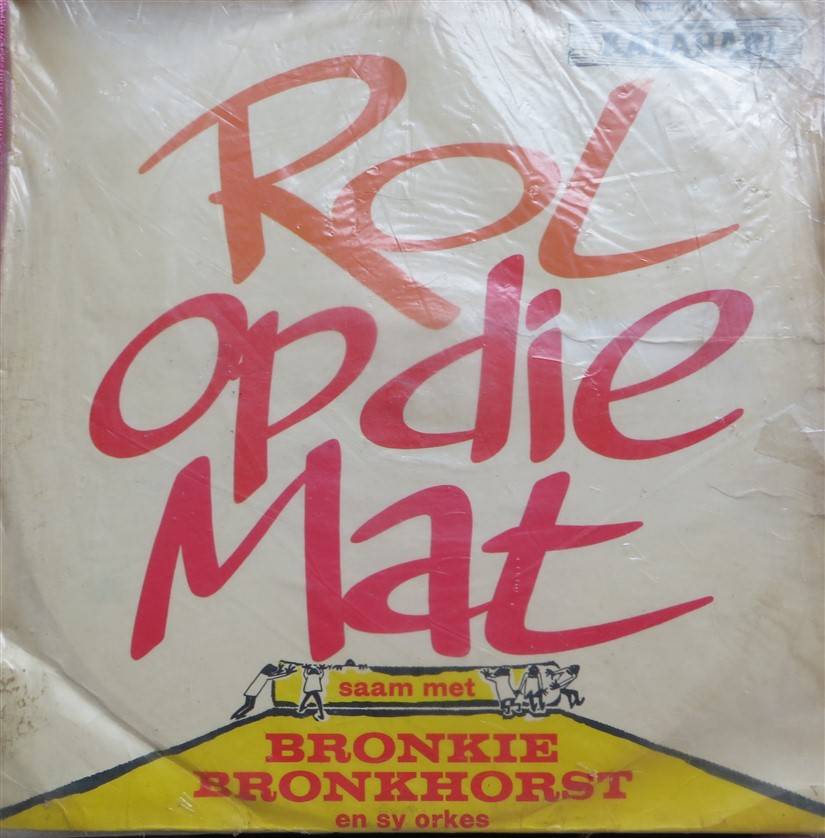 KALAHARI
Rol
op die
Mat
saam met
BRONKIE
BRONKHORST
en sy orkes